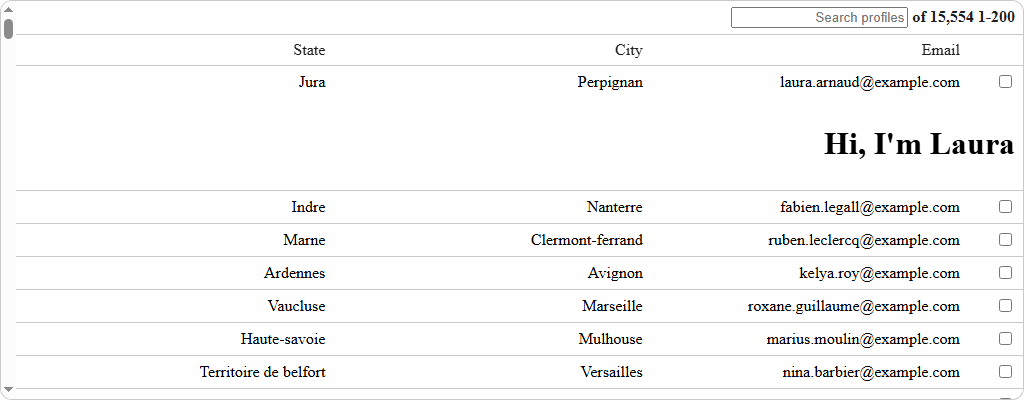 Search profiles of 15,554 1-200
State City Email
Jura Perpignan laura.arnaud@example.com
Hi, I'm Laura
Indre Nanterre fabien.legall@example.com
Marne Clermont-ferrand ruben.leclercq@example.com
Ardennes Avignon kelya.roy@example.com
Vaucluse Marseille roxane.guillaume@example.com
Haute-savoie Mulhouse marius.moulin@example.com
Territoire de belfort Versailles nina.barbier@example.com